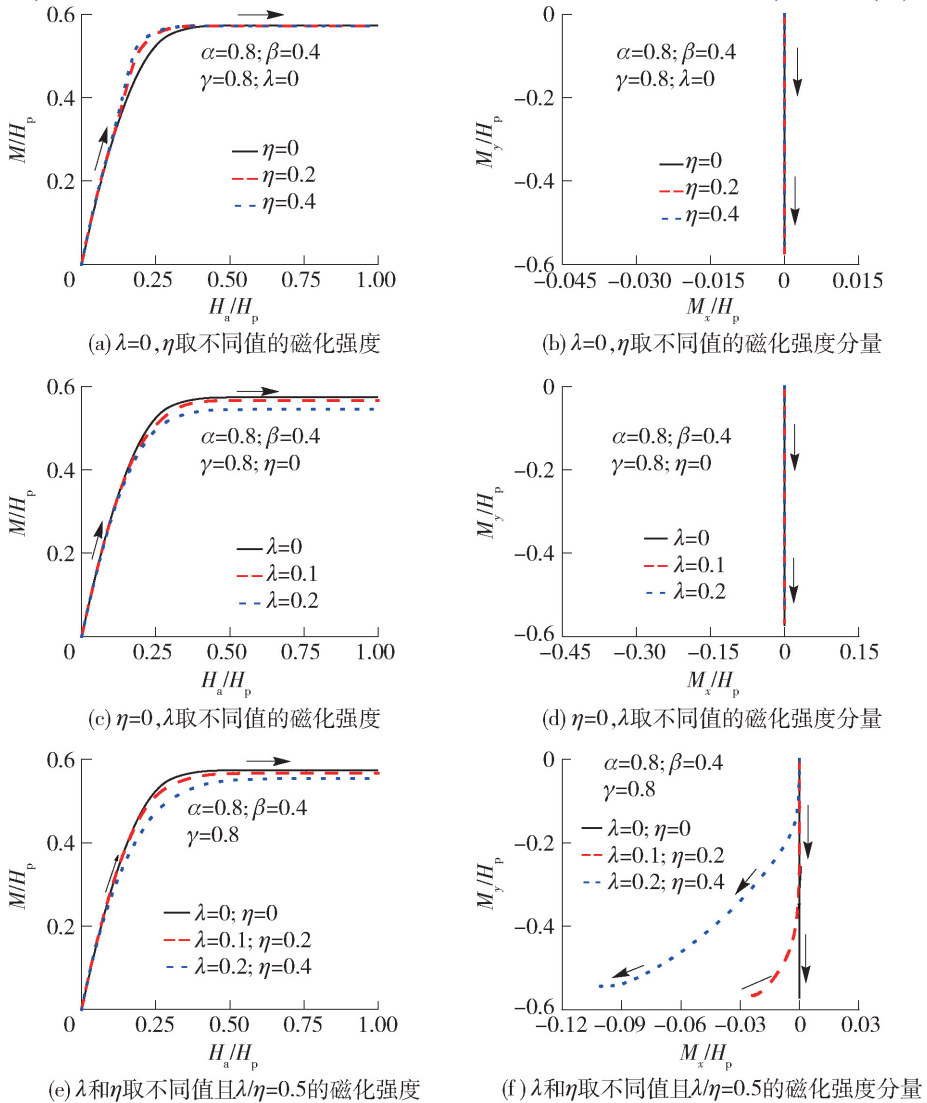 M/Hp
0.6
0.4
0.2
0
0.25
0.50
0.75
1.00
Ha/Hp
α=0.8; β=0.4
γ=0.8; λ=0
η=0
η=0.2
η=0.4
(a) λ=0, η取不同值的磁化强度
My/Hp
0
−0.2
−0.4
−0.6
−0.045
−0.030
−0.015
0
0.015
Mx/Hp
α=0.8; β=0.4
γ=0.8; λ=0
η=0
η=0.2
η=0.4
(b) λ=0, η取不同值的磁化强度分量
M/Hp
0.6
0.4
0.2
0
0.25
0.50
0.75
1.00
Ha/Hp
α=0.8; β=0.4
γ=0.8; η=0
λ=0
λ=0.1
λ=0.2
(c) η=0, λ取不同值的磁化强度
My/Hp
0
−0.2
−0.4
−0.6
−0.45
−0.30
−0.15
0
0.15
Mx/Hp
α=0.8; β=0.4
γ=0.8; η=0
λ=0
λ=0.1
λ=0.2
(d) η=0, λ取不同值的磁化强度分量
M/Hp
0.6
0.4
0.2
0
0.25
0.50
0.75
1.00
Ha/Hp
α=0.8; β=0.4
γ=0.8
λ=0; η=0
λ=0.1; η=0.2
λ=0.2; η=0.4
(e) λ和η取不同值且λ/η=0.5的磁化强度
My/Hp
0
−0.2
−0.4
−0.6
−0.12
−0.09
−0.06
−0.03
0
0.03
Mx/Hp
α=0.8; β=0.4
γ=0.8
λ=0; η=0
λ=0.1; η=0.2
λ=0.2; η=0.4
(f) λ和η取不同值且λ/η=0.5的磁化强度分量